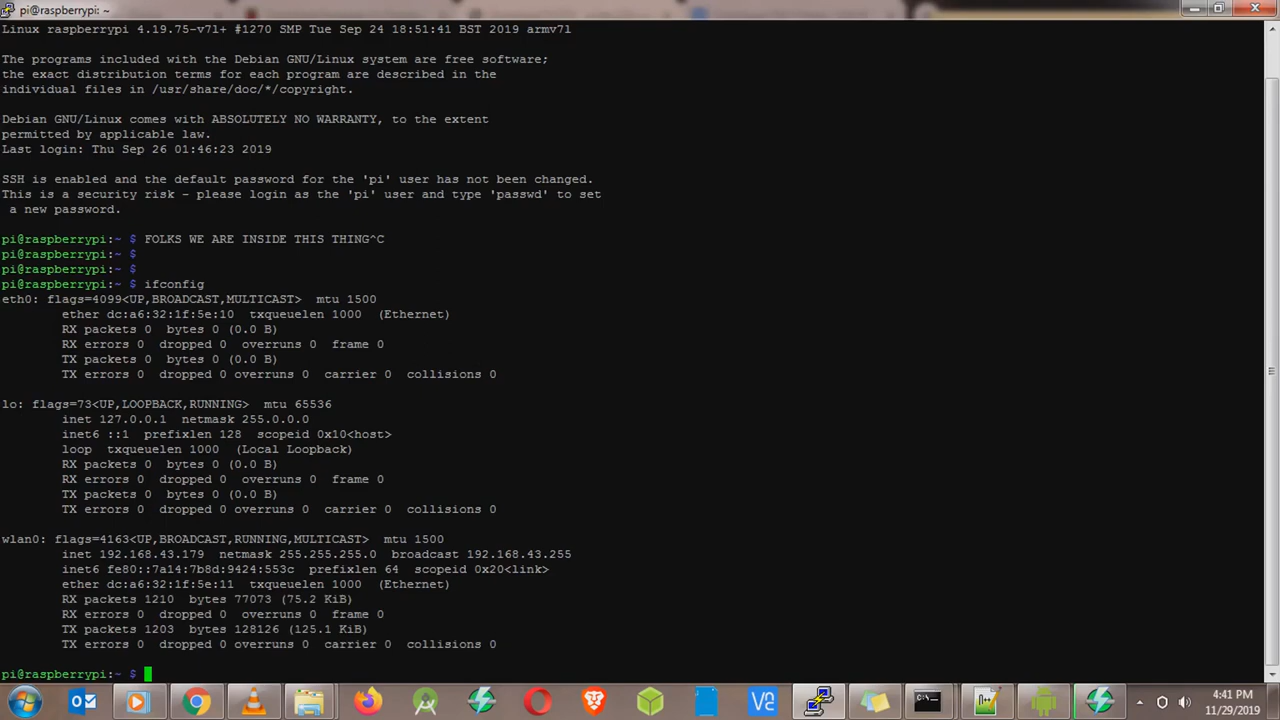 pi@raspberrypi: ~
Linux raspberrypi 4.19.75-v7l+ #1270 SMP Tue Sep 24 18:51:41 BST 2019 armv7l
The programs included with the Debian GNU/Linux system are free software;
the exact distribution terms for each program are described in the
individual files in /usr/share/doc/*/copyright.
Debian GNU/Linux comes with ABSOLUTELY NO WARRANTY, to the extent
permitted by applicable law.
Last login: Thu Sep 26 01:46:23 2019
SSH is enabled and the default password for the 'pi' user has not been changed.
This is a security risk - please login as the 'pi' user and type 'passwd' to set
 a new password.
pi@raspberrypi:~ $ FOLKS WE ARE INSIDE THIS THING^C
pi@raspberrypi:~ $
pi@raspberrypi:~ $
pi@raspberrypi:~ $ ifconfig
eth0: flags=4099<UP,BROADCAST,MULTICAST>  mtu 1500
        ether dc:a6:32:1f:5e:10  txqueuelen 1000  (Ethernet)
        RX packets 0  bytes 0 (0.0 B)
        RX errors 0  dropped 0  overruns 0  frame 0
        TX packets 0  bytes 0 (0.0 B)
        TX errors 0  dropped 0 overruns 0  carrier 0  collisions 0
lo: flags=73<UP,LOOPBACK,RUNNING>  mtu 65536
        inet 127.0.0.1  netmask 255.0.0.0
        inet6 ::1  prefixlen 128  scopeid 0x10<host>
        loop  txqueuelen 1000  (Local Loopback)
        RX packets 0  bytes 0 (0.0 B)
        RX errors 0  dropped 0  overruns 0  frame 0
        TX packets 0  bytes 0 (0.0 B)
        TX errors 0  dropped 0 overruns 0  carrier 0  collisions 0
wlan0: flags=4163<UP,BROADCAST,RUNNING,MULTICAST>  mtu 1500
        inet 192.168.43.179  netmask 255.255.255.0  broadcast 192.168.43.255
        inet6 fe80::7a14:7b8d:9424:553c  prefixlen 64  scopeid 0x20<link>
        ether dc:a6:32:1f:5e:11  txqueuelen 1000  (Ethernet)
        RX packets 1210  bytes 77073 (75.2 KiB)
        RX errors 0  dropped 0  overruns 0  frame 0
        TX packets 1203  bytes 128126 (125.1 KiB)
        TX errors 0  dropped 0 overruns 0  carrier 0  collisions 0
pi@raspberrypi:~ $
4:41 PM
11/29/2019